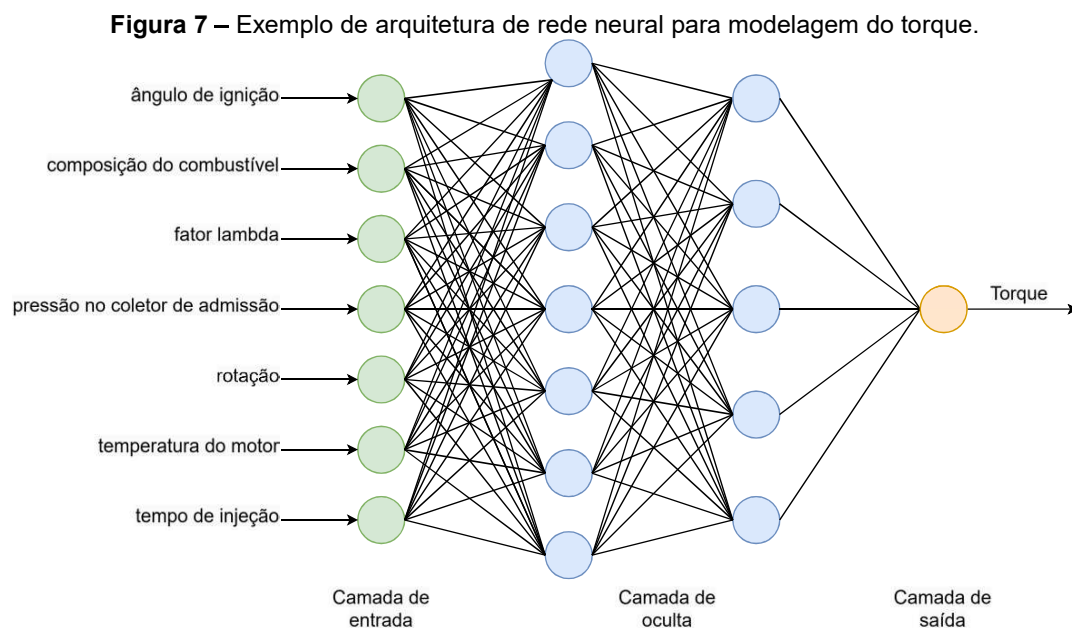 Figura 7 – Exemplo de arquitetura de rede neural para modelagem do torque.
ângulo de ignição
composição do combustível
fator lambda
pressão no coletor de admissão
rotação
temperatura do motor
tempo de injeção
Torque
Camada de
entrada
Camada de
oculta
Camada de
saída